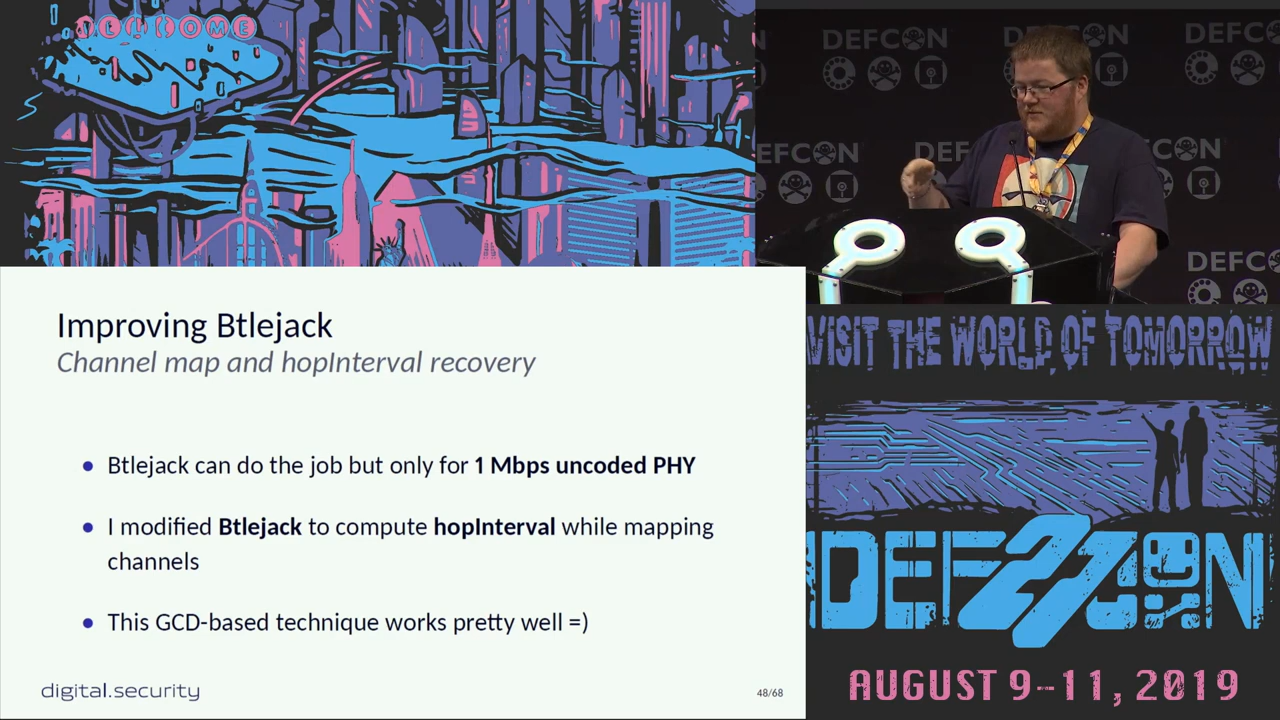 WELCOME
DEFCON
DEFCON
DEFCON
DEFCON
Improving Btlejack
Channel map and hopInterval recovery
• Btlejack can do the job but only for 1 Mbps uncoded PHY
• I modified Btlejack to compute hopInterval while mapping
channels
• This GCD-based technique works pretty well =)
digital.security
48/68
VISIT THE WORLD OF TOMORROW
DEF27CON
AUGUST 9-11, 2019